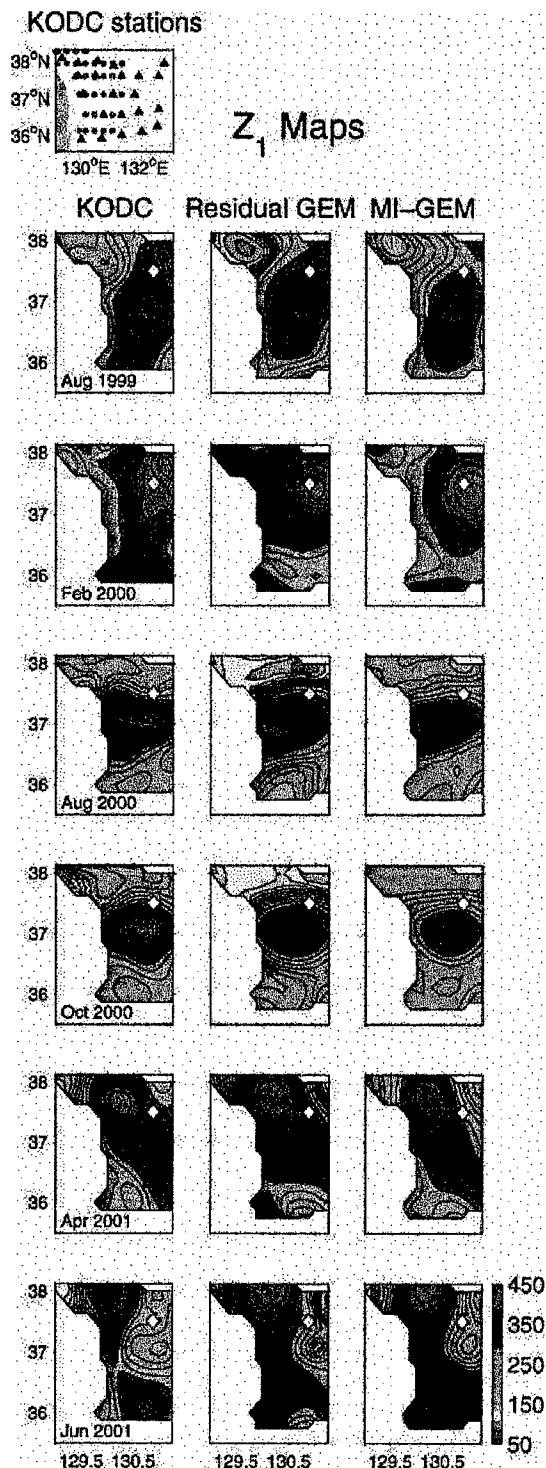 KODC stations
38°N
37°N
36°N
130°E 132°E
Z1 Maps
KODC Residual GEM MI-GEM
38
37
36
Aug 1999
38
37
36
Feb 2000
38
37
36
Aug 2000
38
37
36
Oct 2000
38
37
36
Apr 2001
38
37
36
Jun 2001
450
350
250
150
50
129.5 130.5 129.5 130.5 129.5 130.5